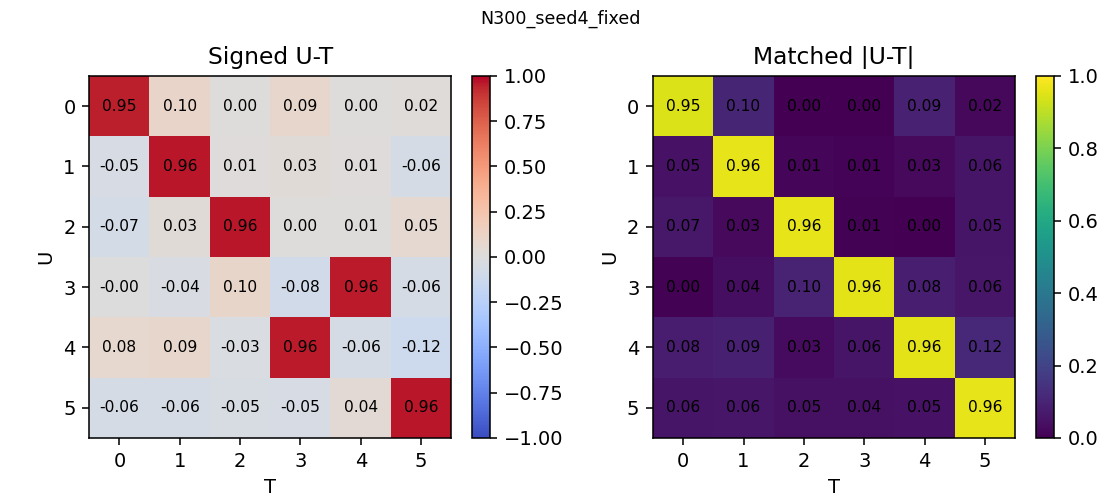 N300_seed4_fixed
Signed U-T
Matched |U-T|
0 0.95 0.10 0.00 0.09 0.00 0.02
1 -0.05 0.96 0.01 0.03 0.01 -0.06
2 -0.07 0.03 0.96 0.00 0.01 0.05
3 -0.00 -0.04 0.10 -0.08 0.96 -0.06
4 0.08 0.09 -0.03 0.96 -0.06 -0.12
5 -0.06 -0.06 -0.05 -0.05 0.04 0.96
0 1 2 3 4 5
U
T
1.00
0.75
0.50
0.25
0.00
−0.25
−0.50
−0.75
−1.00
0 0.95 0.10 0.00 0.00 0.09 0.02
1 0.05 0.96 0.01 0.01 0.03 0.06
2 0.07 0.03 0.96 0.01 0.00 0.05
3 0.00 0.04 0.10 0.96 0.08 0.06
4 0.08 0.09 0.03 0.06 0.96 0.12
5 0.06 0.06 0.05 0.04 0.05 0.96
0 1 2 3 4 5
U
T
1.0
0.8
0.6
0.4
0.2
0.0